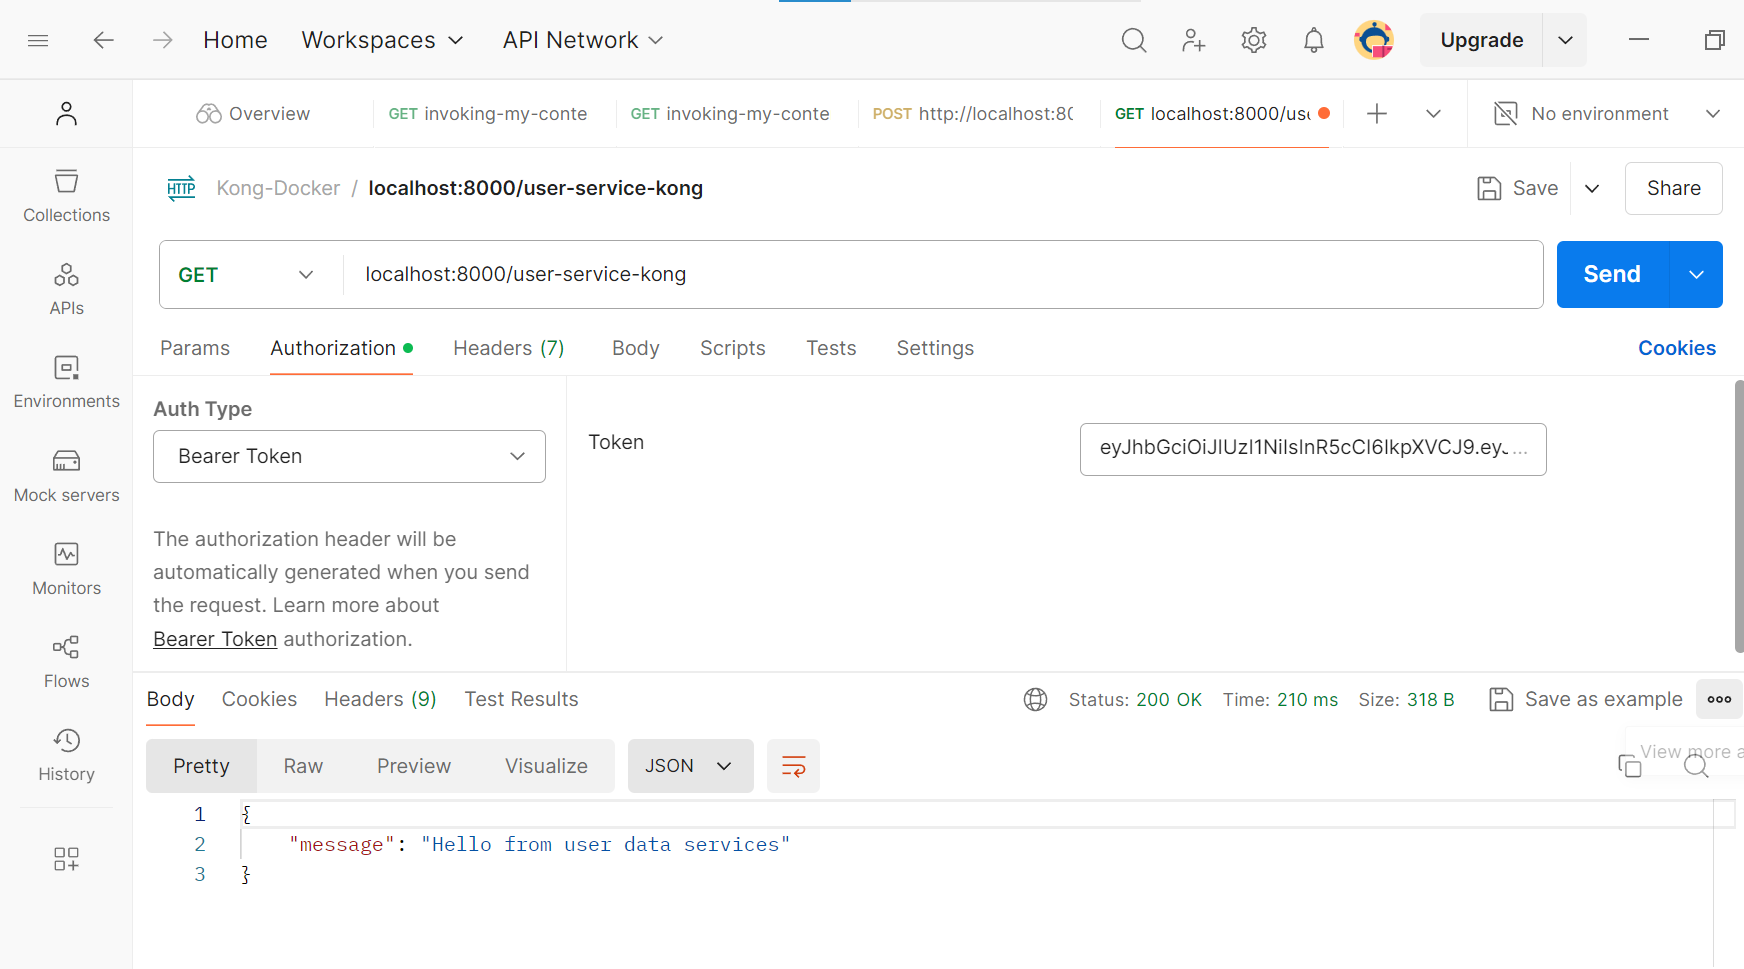 Home Workspaces API Network Upgrade
Overview GET invoking-my-conte GET invoking-my-conte POST http://localhost:80 GET localhost:8000/use No environment
HTTP Kong-Docker / localhost:8000/user-service-kong Save Share
GET localhost:8000/user-service-kong Send
Params Authorization Headers (7) Body Scripts Tests Settings Cookies
Collections
APIs
Environments
Mock servers
Monitors
Flows
History
Auth Type
Bearer Token
The authorization header will be
automatically generated when you send
the request. Learn more about
Bearer Token authorization.
Token eyJhbGciOiJIUzI1NiIsInR5cCI6IkpXVCJ9.eyJ...
Body Cookies Headers (9) Test Results Status: 200 OK Time: 210 ms Size: 318 B Save as example
View more a
Pretty Raw Preview Visualize JSON
1 {
2 "message": "Hello from user data services"
3 }